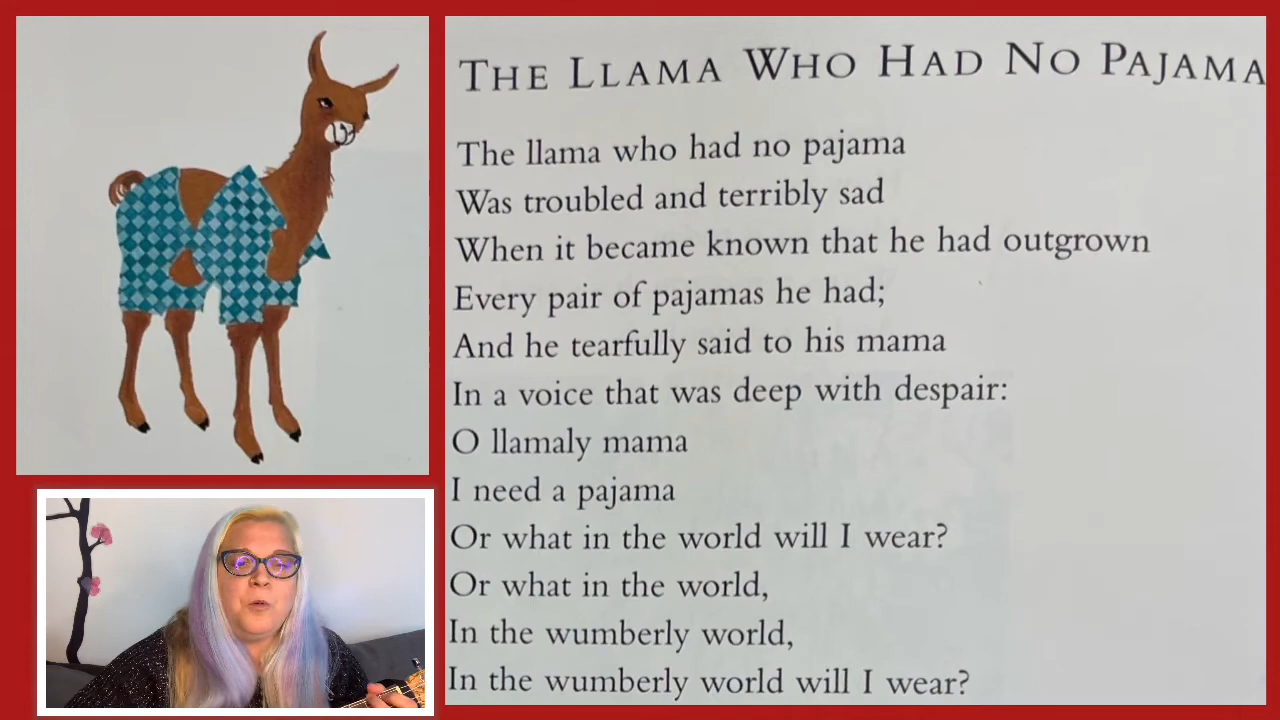 THE LLAMA WHO HAD NO PAJAMA
The llama who had no pajama
Was troubled and terribly sad
When it became known that he had outgrown
Every pair of pajamas he had;
And he tearfully said to his mama
In a voice that was deep with despair:
O llamaly mama
I need a pajama
Or what in the world will I wear?
Or what in the world,
In the wumberly world,
In the wumberly world will I wear?